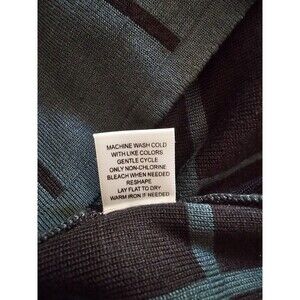 MACHINE WASH COLD
WITH LIKE COLORS
GENTLE CYCLE
ONLY NON-CHLORINE
BLEACH WHEN NEEDED
RESHAPE
LAY FLAT TO DRY
WARM IRON IF NEEDED